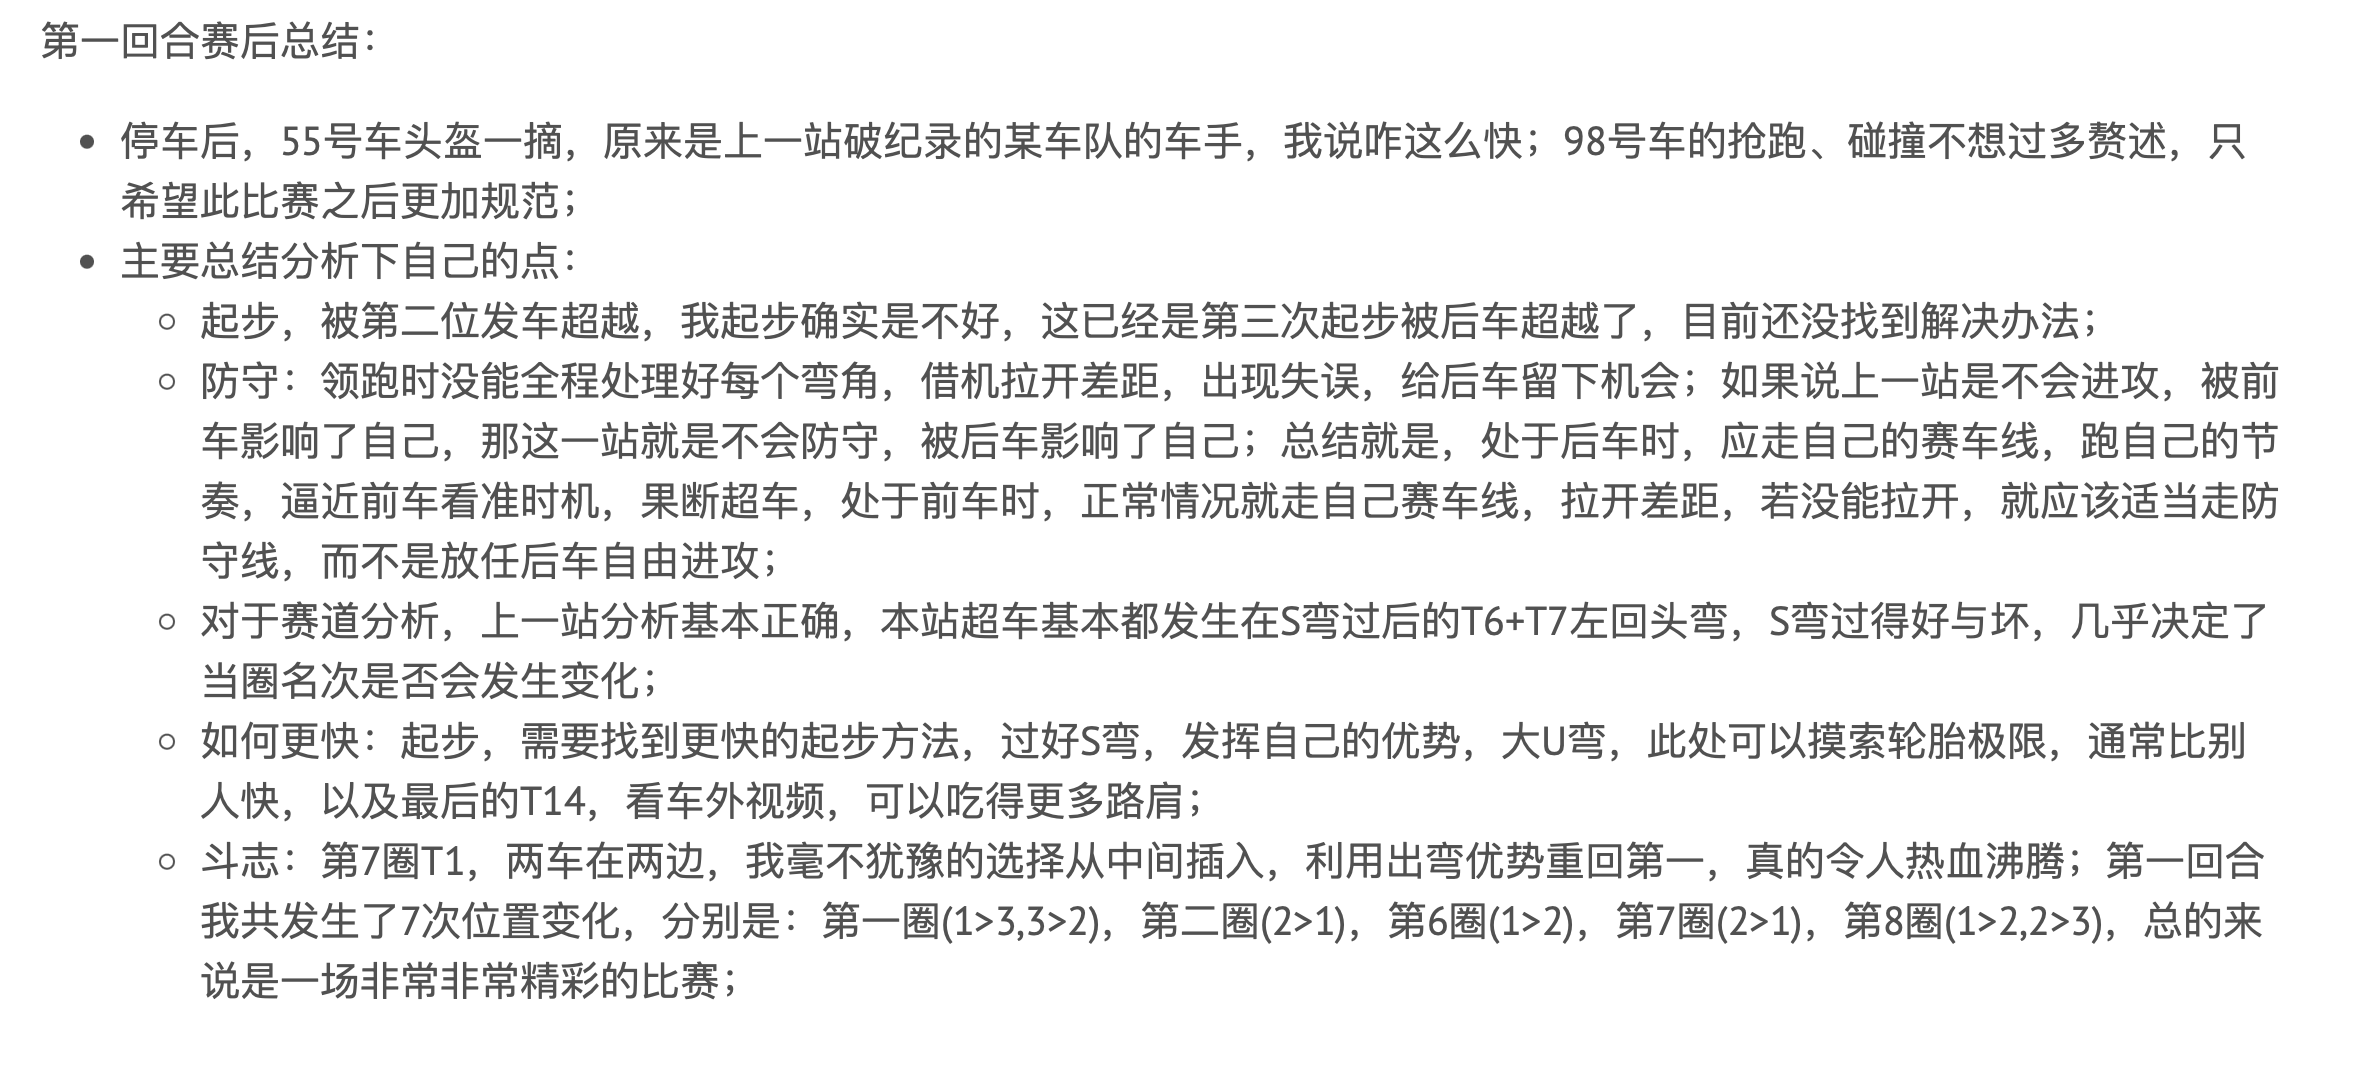 第一回合赛后总结：
停车后，55号车头盔一摘，原来是上一站破纪录的某车队的车手，我说咋这么快；98号车的抢跑、碰撞不想过多赘述，只
希望此比赛之后更加规范；
主要总结分析下自己的点：
起步，被第二位发车超越，我起步确实是不好，这已经是第三次起步被后车超越了，目前还没找到解决办法；
防守：领跑时没能全程处理好每个弯角，借机拉开差距，出现失误，给后车留下机会；如果说上一站是不会进攻，被前
车影响了自己，那这一站就是不会防守，被后车影响了自己；总结就是，处于后车时，应走自己的赛车线，跑自己的节
奏，逼近前车看准时机，果断超车，处于前车时，正常情况就走自己赛车线，拉开差距，若没能拉开，就应该适当走防
守线，而不是放任后车自由进攻；
对于赛道分析，上一站分析基本正确，本站超车基本都发生在S弯过后的T6+T7左回头弯，S弯过得好与坏，几乎决定了
当圈名次是否会发生变化；
如何更快：起步，需要找到更快的起步方法，过好S弯，发挥自己的优势，大U弯，此处可以摸索轮胎极限，通常比别
人快，以及最后的T14，看车外视频，可以吃得更多路肩；
斗志：第7圈T1，两车在两边，我毫不犹豫的选择从中间插入，利用出弯优势重回第一，真的令人热血沸腾；第一回合
我共发生了7次位置变化，分别是：第一圈(1>3,3>2)，第二圈(2>1)，第6圈(1>2)，第7圈(2>1)，第8圈(1>2,2>3)，总的来
说是一场非常非常精彩的比赛；